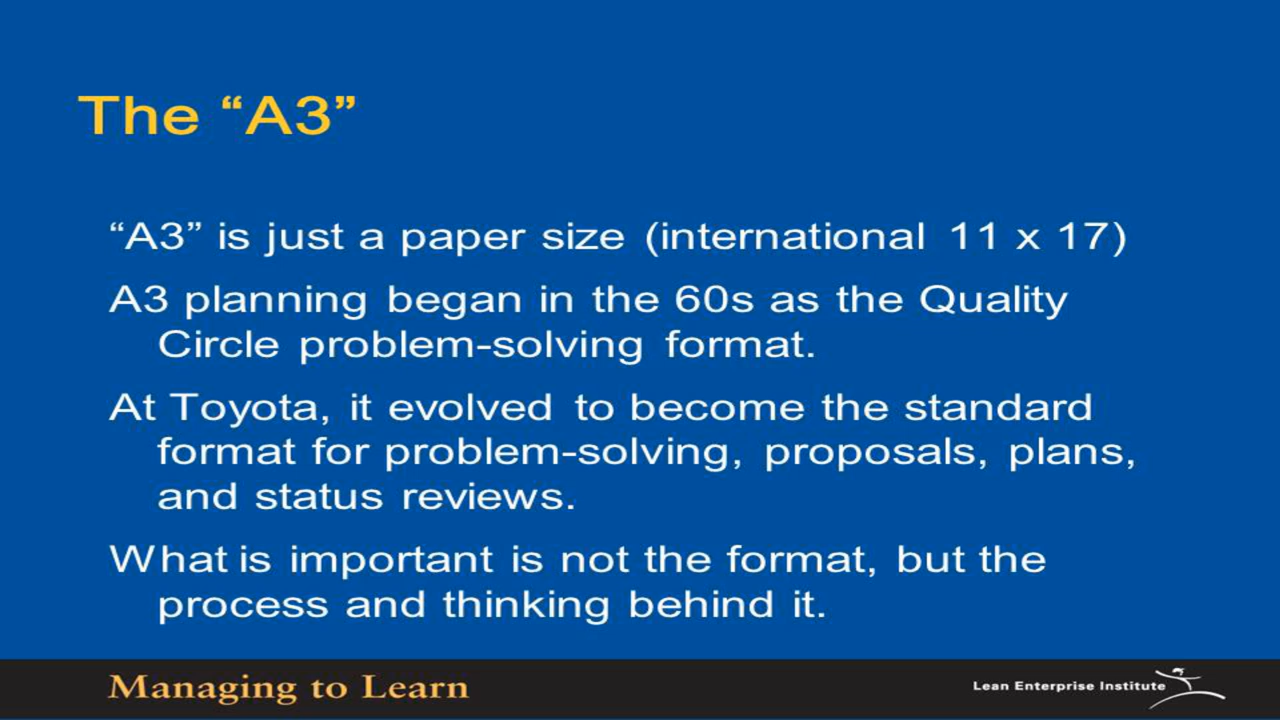 The “A3”
“A3” is just a paper size (international 11 x 17)
A3 planning began in the 60s as the Quality
Circle problem-solving format.
At Toyota, it evolved to become the standard
format for problem-solving, proposals, plans,
and status reviews.
What is important is not the format, but the
process and thinking behind it.
Managing to Learn
Lean Enterprise Institute